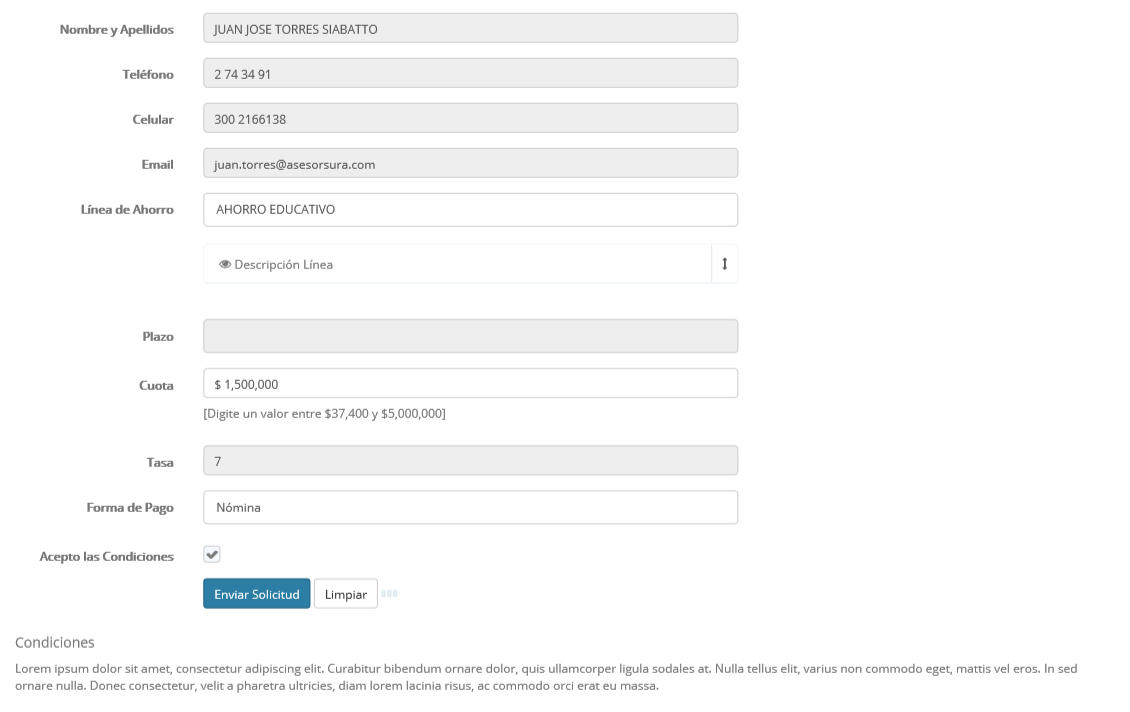 Nombre y Apellidos JUAN JOSE TORRES SIABATTO
Teléfono 2 74 34 91
Celular 300 2166138
Email juan.torres@asesorsura.com
Línea de Ahorro AHORRO EDUCATIVO
Descripción Línea
Plazo
Cuota $ 1,500,000
[Digite un valor entre $37,400 y $5,000,000]
Tasa 7
Forma de Pago Nómina
Acepto las Condiciones
Enviar Solicitud Limpiar
Condiciones
Lorem ipsum dolor sit amet, consectetur adipiscing elit. Curabitur bibendum ornare dolor, quis ullamcorper ligula sodales at. Nulla tellus elit, varius non commodo eget, mattis vel eros. In sed
ornare nulla. Donec consectetur, velit a pharetra ultricies, diam lorem lacinia risus, ac commodo orci erat eu massa.